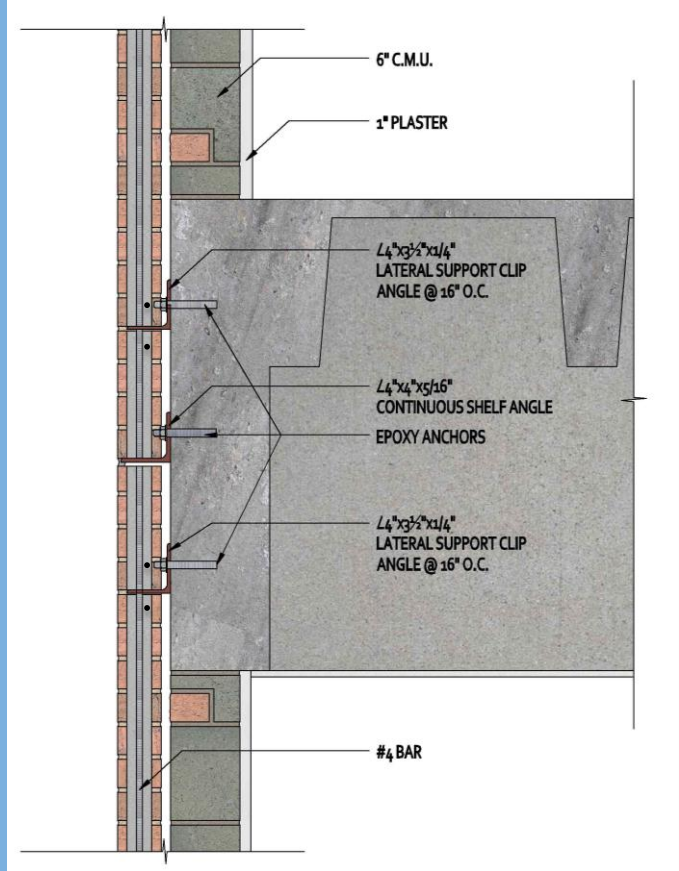 6" C.M.U.
1" PLASTER
∠4"x3½"x1/4"
LATERAL SUPPORT CLIP
ANGLE @ 16" O.C.
∠4"x4"x5/16"
CONTINUOUS SHELF ANGLE
EPOXY ANCHORS
∠4"x3½"x1/4"
LATERAL SUPPORT CLIP
ANGLE @ 16" O.C.
#4 BAR